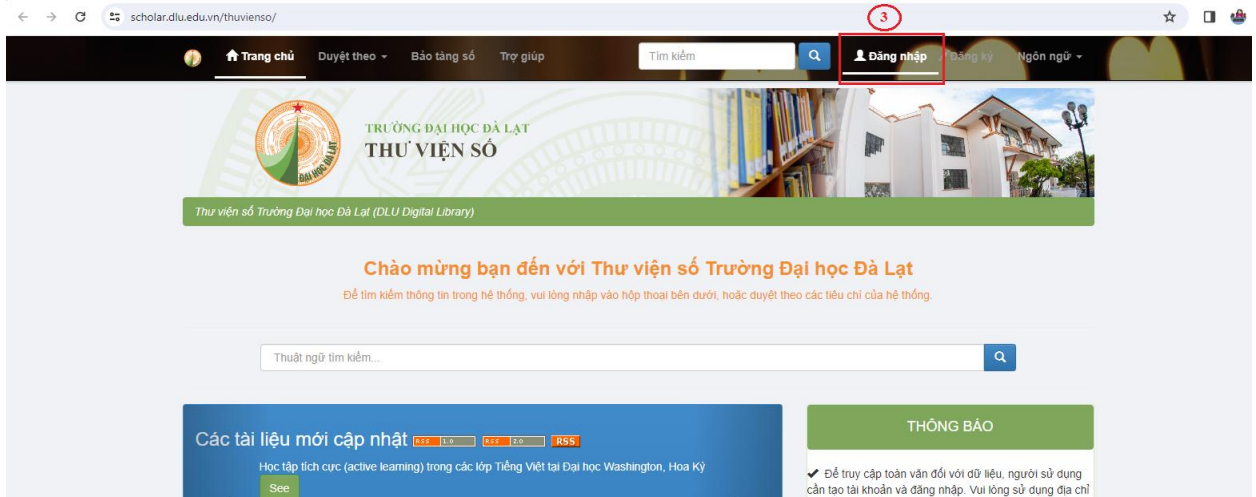 scholar.dlu.edu.vn/thuvienso/
3
Trang chủ Duyệt theo Bảo tàng số Trợ giúp Tìm kiếm Đăng nhập Đăng ký Ngôn ngữ
TRƯỜNG ĐẠI HỌC ĐÀ LẠT
THƯ VIỆN SỐ
ĐẠI HỌC ĐÀ LẠT
Thư viện số Trường Đại học Đà Lạt (DLU Digital Library)
Chào mừng bạn đến với Thư viện số Trường Đại học Đà Lạt
Để tìm kiếm thông tin trong hệ thống, vui lòng nhập vào hộp thoại bên dưới, hoặc duyệt theo các tiêu chí của hệ thống.
Thuật ngữ tìm kiếm...
Các tài liệu mới cập nhật RSS 1.0 RSS 2.0 RSS
Học tập tích cực (active learning) trong các lớp Tiếng Việt tại Đại học Washington, Hoa Kỳ
See
THÔNG BÁO
✔ Để truy cập toàn văn đối với dữ liệu, người sử dụng
cần tạo tài khoản và đăng nhập. Vui lòng sử dụng địa chỉ